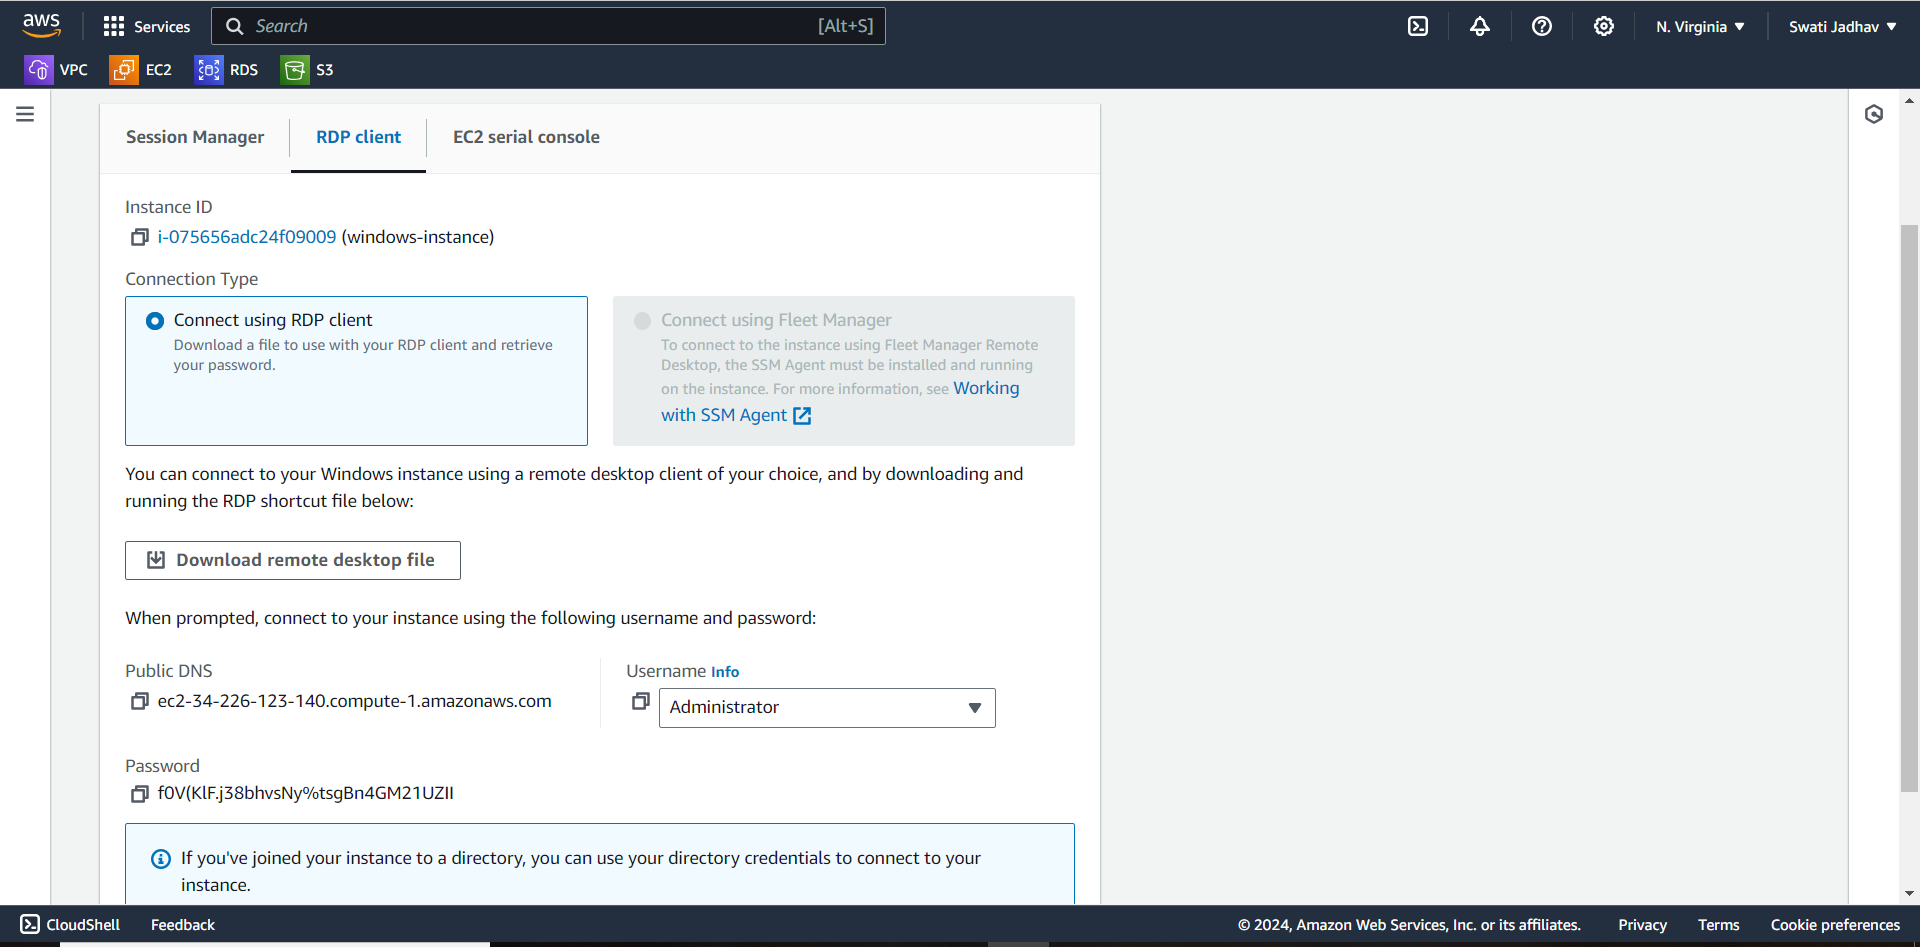 aws
Services
Search
[Alt+S]
N. Virginia
Swati Jadhav
VPC
EC2
RDS
S3
Session Manager
RDP client
EC2 serial console
Instance ID
i-075656adc24f09009 (windows-instance)
Connection Type
Connect using RDP client
Download a file to use with your RDP client and retrieve
your password.
Connect using Fleet Manager
To connect to the instance using Fleet Manager Remote
Desktop, the SSM Agent must be installed and running
on the instance. For more information, see Working
with SSM Agent
You can connect to your Windows instance using a remote desktop client of your choice, and by downloading and
running the RDP shortcut file below:
Download remote desktop file
When prompted, connect to your instance using the following username and password:
Public DNS
ec2-34-226-123-140.compute-1.amazonaws.com
Username Info
Administrator
Password
f0V(KlF.j38bhvsNy%tsgBn4GM21UZII
If you've joined your instance to a directory, you can use your directory credentials to connect to your
instance.
CloudShell
Feedback
© 2024, Amazon Web Services, Inc. or its affiliates.
Privacy
Terms
Cookie preferences